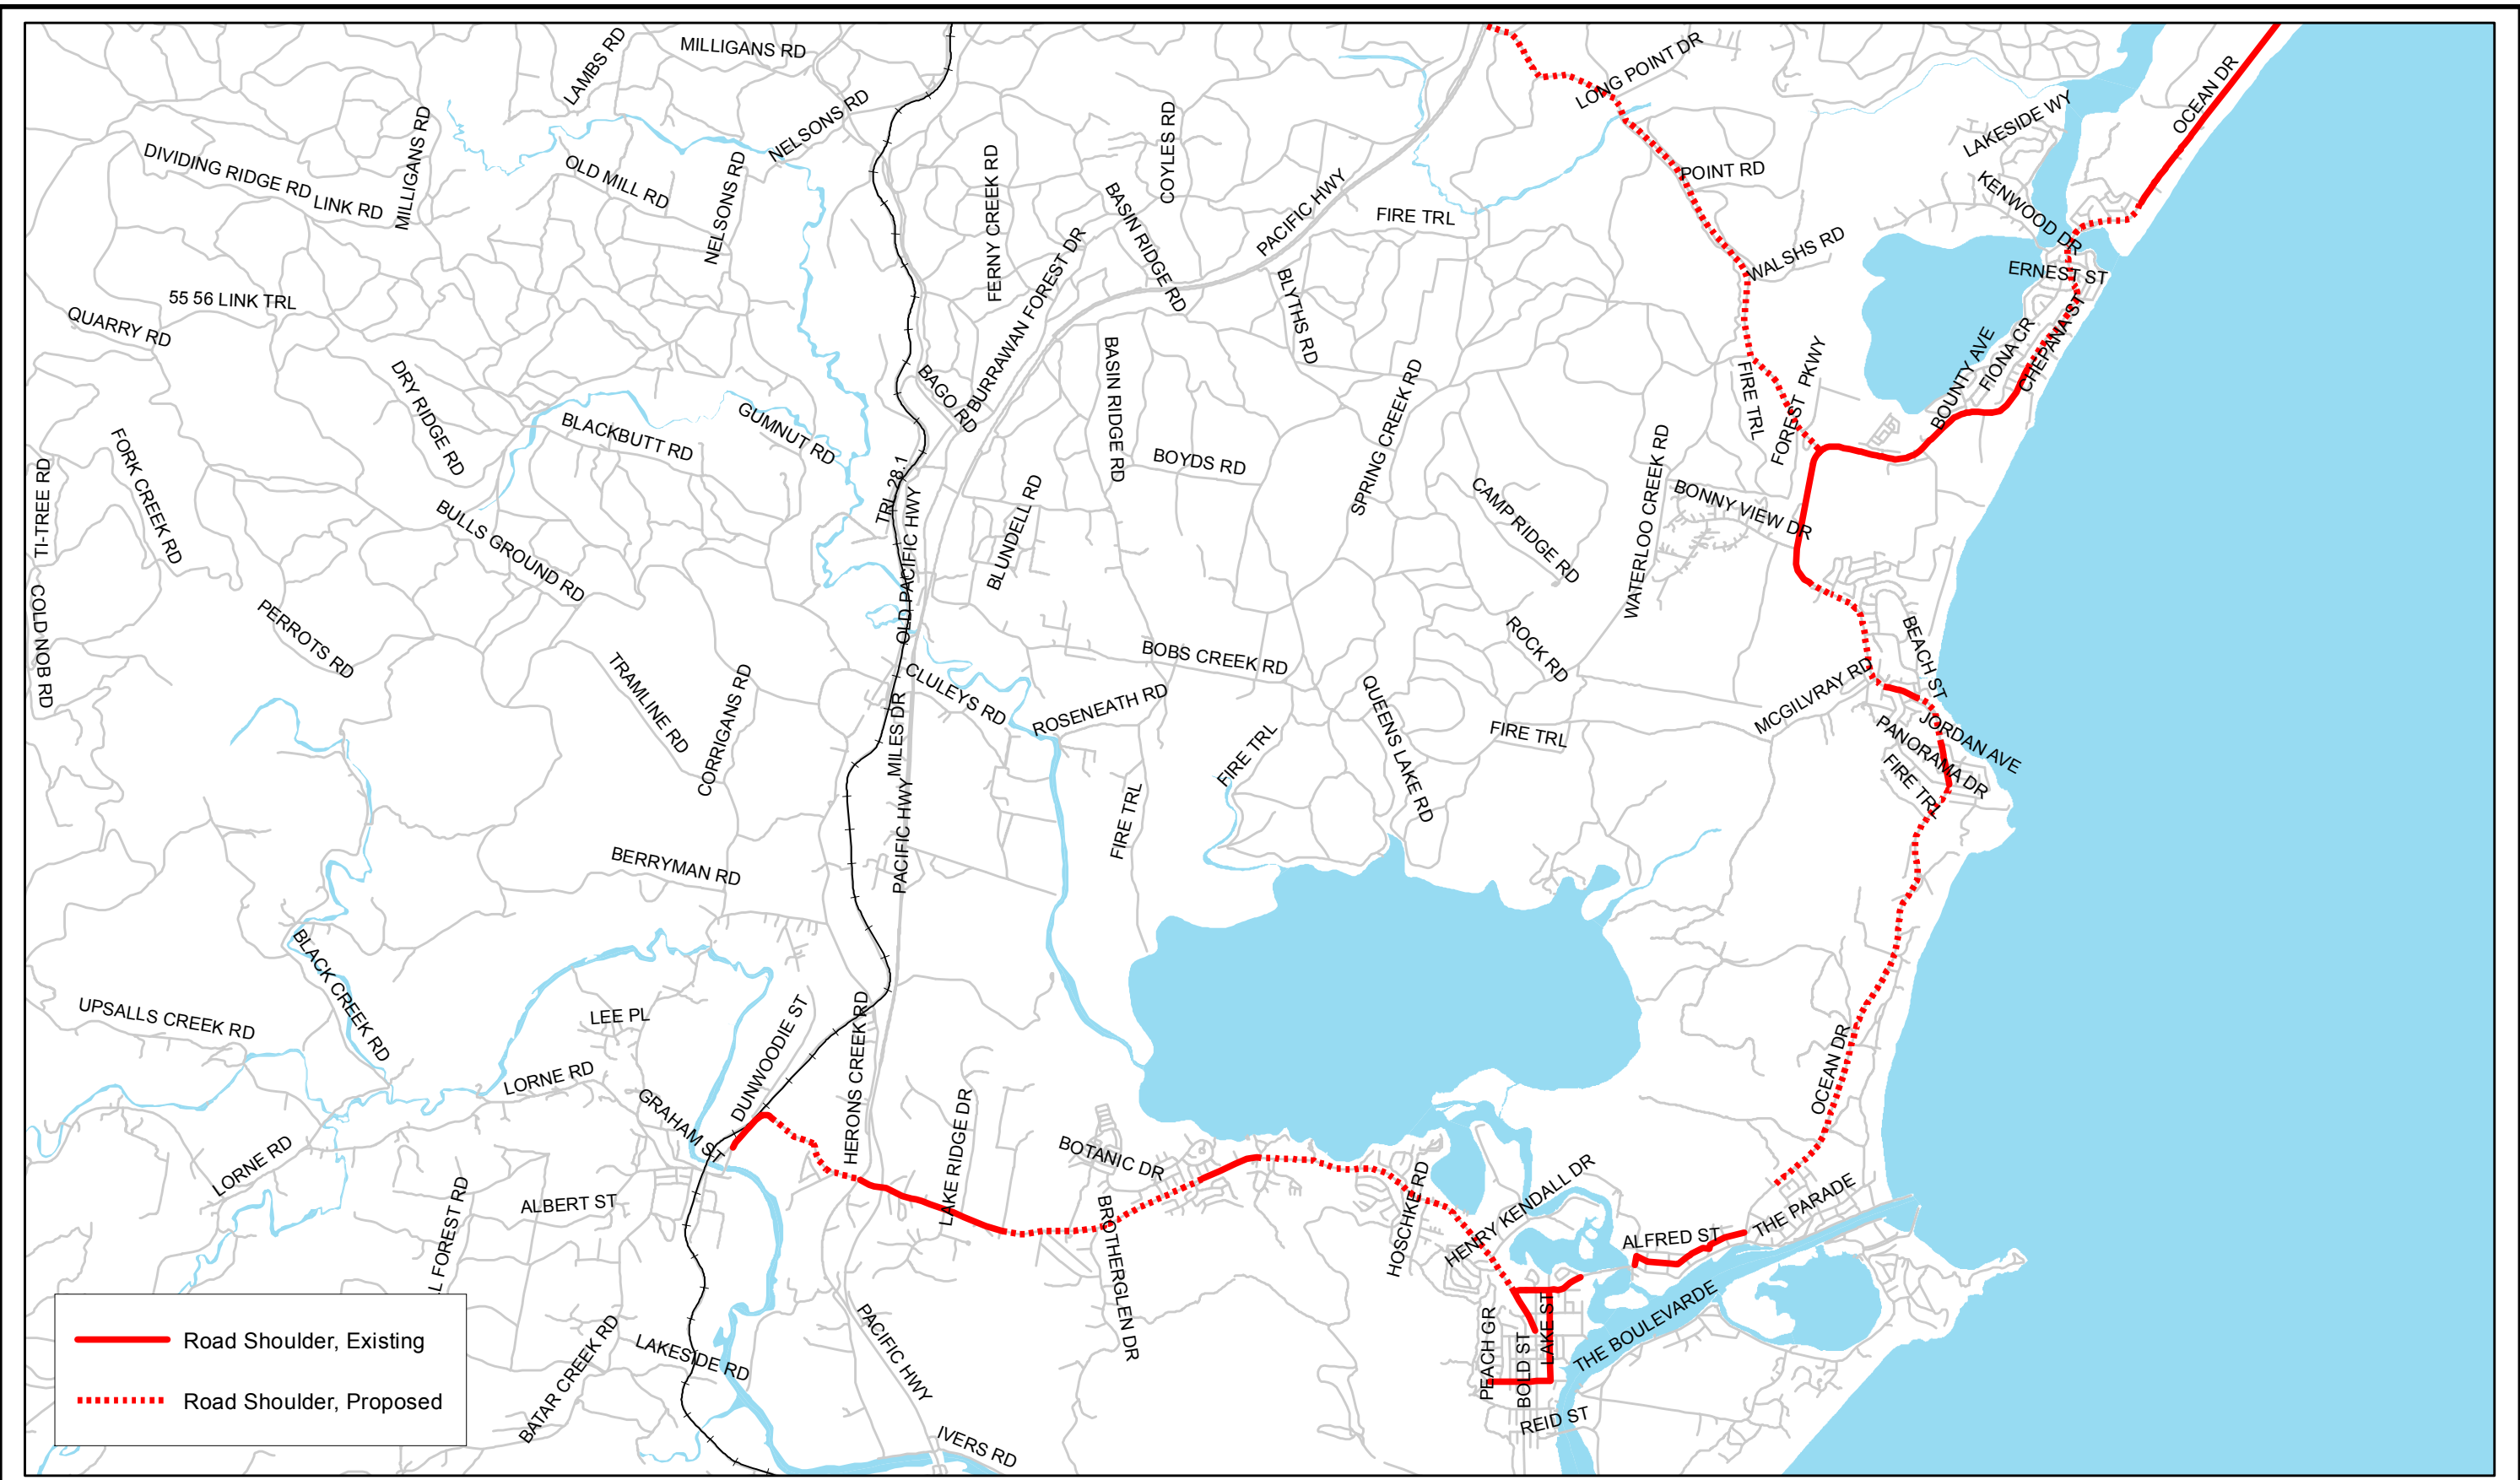 MILLIGANS RD
LAMBS RD
LONG POINT DR
OCEAN DR
LAKESIDE WY
NELSONS RD
MILLIGANS RD
COYLES RD
DIVIDING RIDGE RD
LINK RD
OLD MILL RD
NELSONS RD
FERNY CREEK RD
BASIN RIDGE RD
PACIFIC HWY
FIRE TRL
POINT RD
KENWOOD DR
WALSHS RD
ERNEST ST
55 56 LINK TRL
QUARRY RD
BURRAWAN FOREST DR
BLYTHS RD
BASIN RIDGE RD
BAGO RD
DRY RIDGE RD
SPRING CREEK RD
FIRE TRL
FOREST PKWY
BOUNTY AVE
FIONA CR
CHEPANA ST
FORK CREEK RD
BLACKBUTT RD
GUMNUT RD
BOYDS RD
TI-TREE RD
TRL 28.1
OLD PACIFIC HWY
BLUNDELL RD
CAMP RIDGE RD
WATERLOO CREEK RD
BONNY VIEW DR
BULLS GROUND RD
COLD NOB RD
PERROTS RD
TRAMLINE RD
CORRIGANS RD
CLULEYS RD
ROSENEATH RD
BOBS CREEK RD
ROCK RD
BEACH ST
MCGILVRAY RD
MILES DR
QUEENS LAKE RD
FIRE TRL
FIRE TRL
FIRE TRL
JORDAN AVE
PANORAMA DR
FIRE TRL
PACIFIC HWY
BERRYMAN RD
BLACK CREEK RD
UPSALLS CREEK RD
LEE PL
DUNWOODIE ST
HERONS CREEK RD
LORNE RD
GRAHAM ST
LAKE RIDGE DR
OCEAN DR
BOTANIC DR
LORNE RD
ALBERT ST
L FOREST RD
BROTHERGLEN DR
HOSCHKE RD
HENRY KENDALL DR
ALFRED ST
THE PARADE
THE BOULEVARDE
PACIFIC HWY
LAKESIDE RD
BATAR CREEK RD
PEACH GR
BOLD ST
LAKE ST
REID ST
IVERS RD
Road Shoulder, Existing
Road Shoulder, Proposed